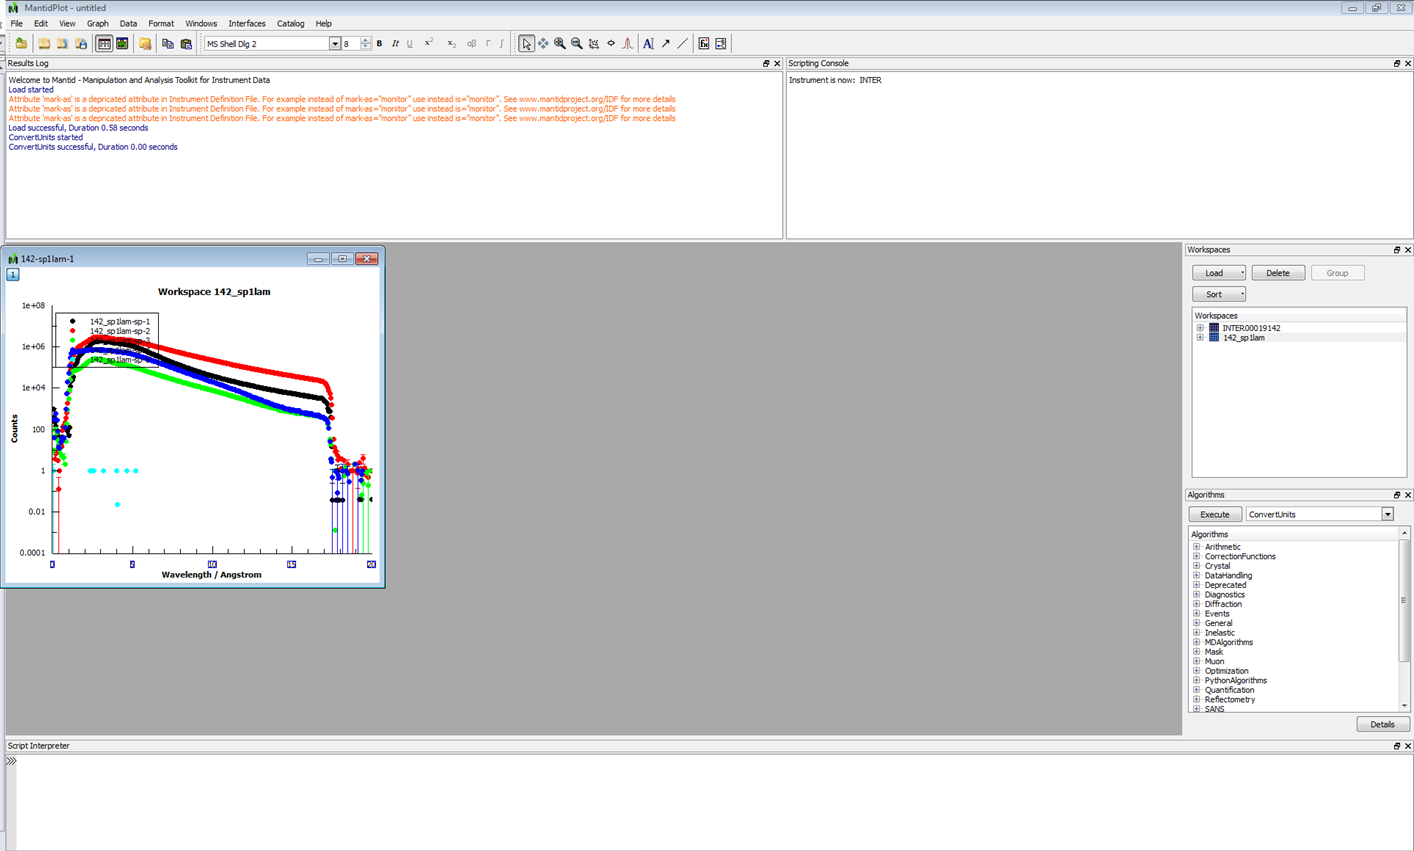 MantidPlot - untitled
File Edit View Graph Data Format Windows Interfaces Catalog Help
MS Shell Dlg 2 8 B It U x² x₂ αβ Γ ∫
Results Log
Scripting Console
Welcome to Mantid - Manipulation and Analysis Toolkit for Instrument Data
Load started
Attribute 'mark-as' is a depricated attribute in Instrument Definition File. For example instead of mark-as="monitor" use instead is="monitor". See www.mantidproject.org/IDF for more details
Attribute 'mark-as' is a depricated attribute in Instrument Definition File. For example instead of mark-as="monitor" use instead is="monitor". See www.mantidproject.org/IDF for more details
Attribute 'mark-as' is a depricated attribute in Instrument Definition File. For example instead of mark-as="monitor" use instead is="monitor". See www.mantidproject.org/IDF for more details
Load successful, Duration 0.58 seconds
ConvertUnits started
ConvertUnits successful, Duration 0.00 seconds
Instrument is now: INTER
142-sp1lam-1
1
Workspace 142_sp1lam
1e+08
1e+06
1e+04
100
1
0.01
0.0001
Counts
142_sp1lam-sp-1
142_sp1lam-sp-2
0 5 10 15 20
Wavelength / Angstrom
Workspaces
Load Delete Group
Sort
Workspaces
INTER00019142
142_sp1lam
Algorithms
Execute ConvertUnits
Algorithms
Arithmetic
CorrectionFunctions
Crystal
DataHandling
Deprecated
Diagnostics
Diffraction
Events
General
Inelastic
MDAlgorithms
Mask
Muon
Optimization
PythonAlgorithms
Quantification
Reflectometry
SANS
Details
Script Interpreter
>>>